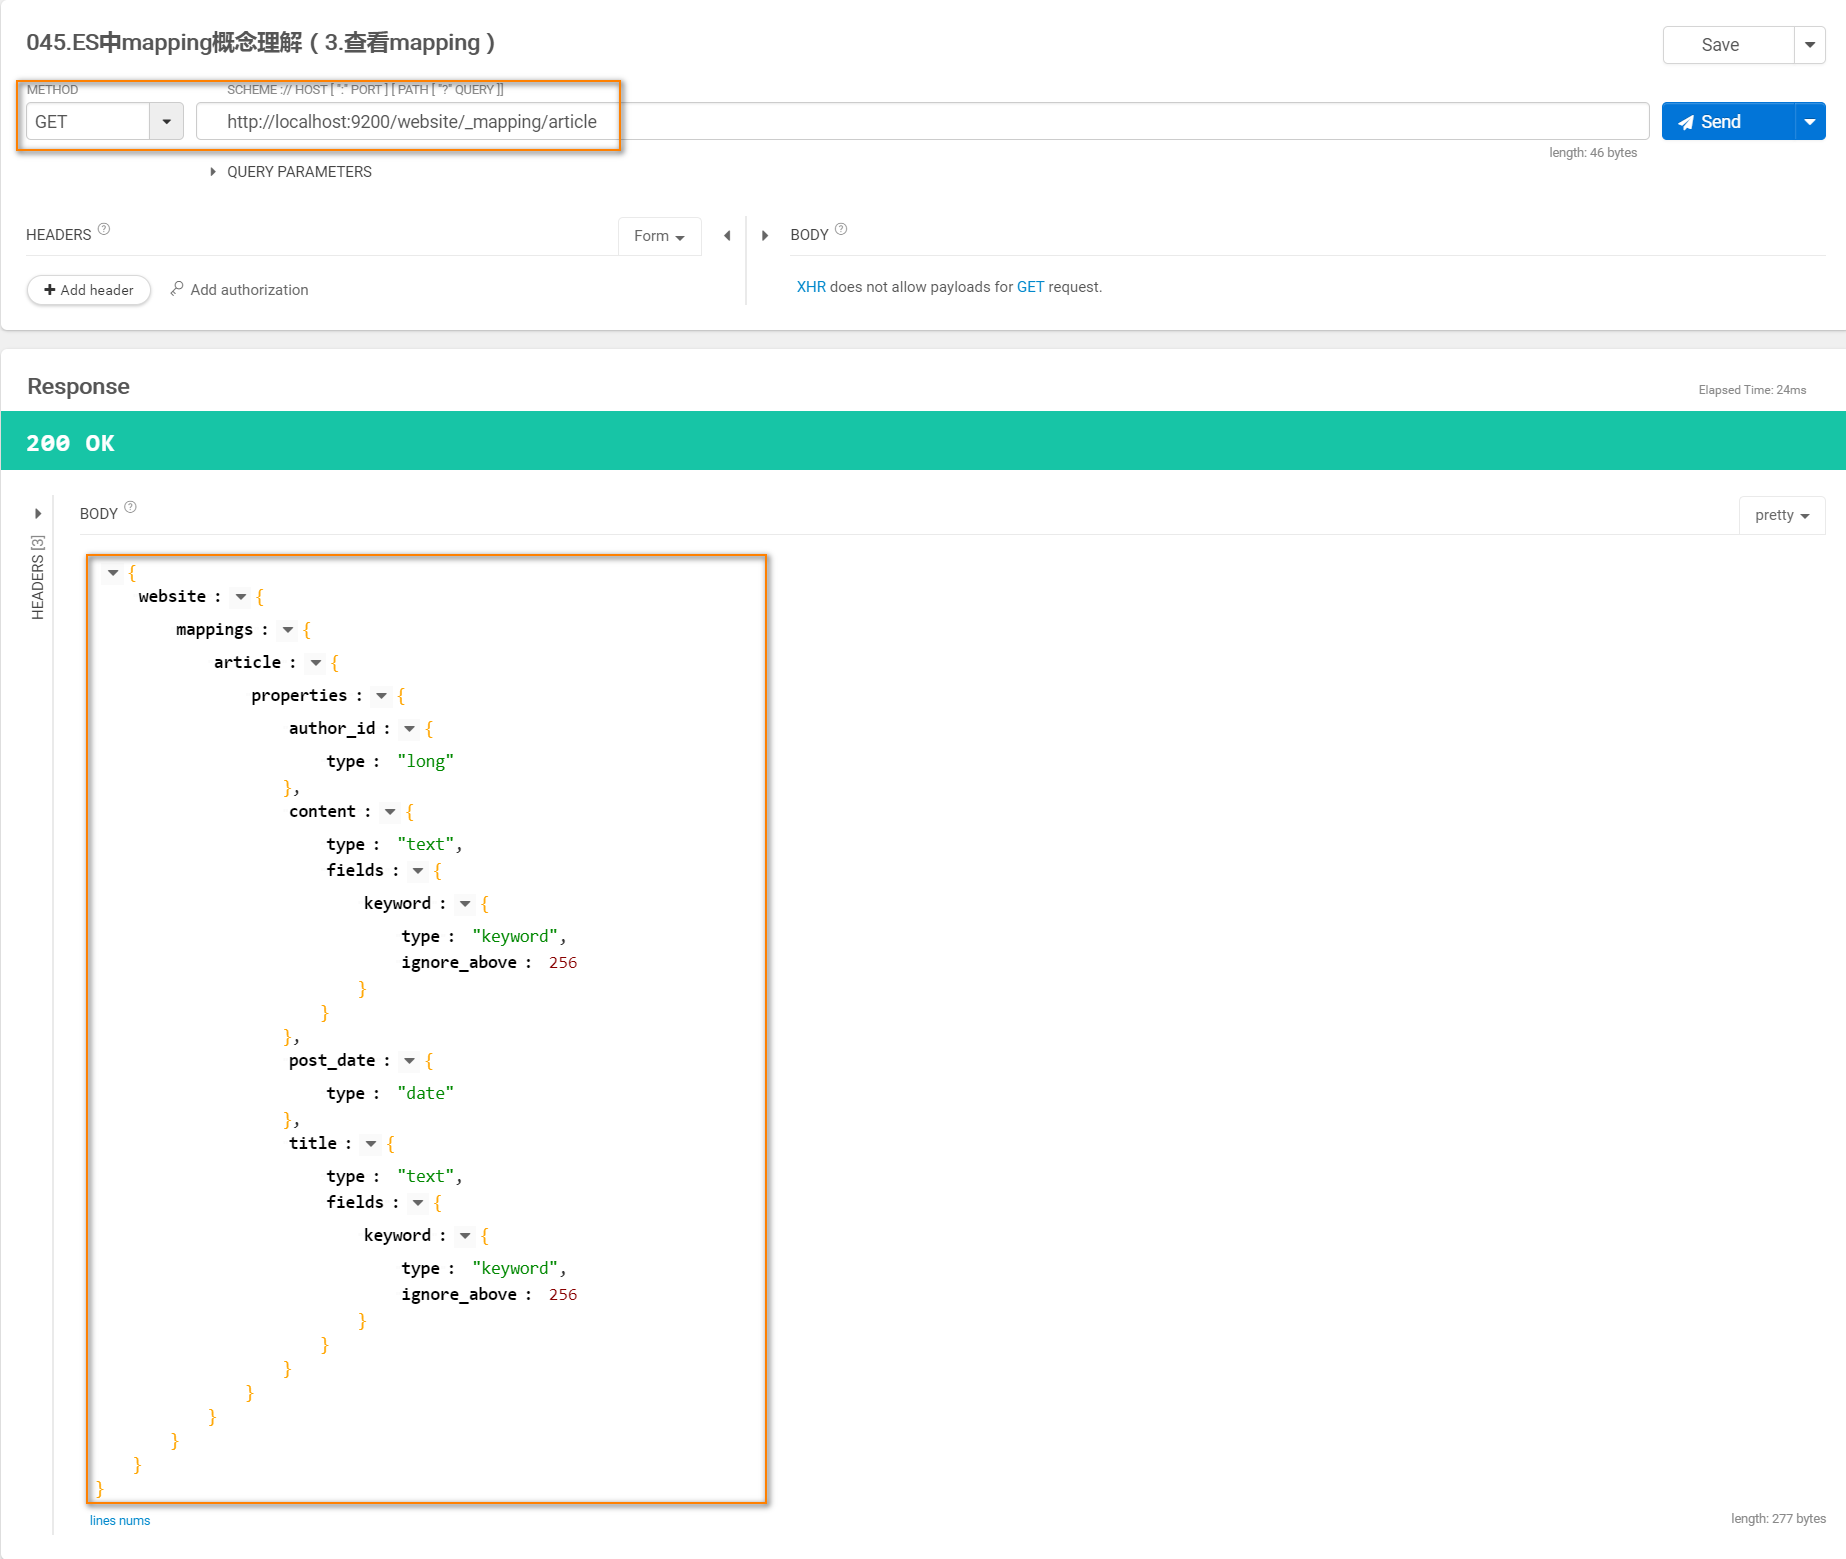 045.ES中mapping概念理解（3.查看mapping）
Save
METHOD
SCHEME :// HOST [ ":" PORT ] [ PATH [ "?" QUERY ]]
GET
http://localhost:9200/website/_mapping/article
Send
length: 46 bytes
QUERY PARAMETERS
HEADERS ?
Form
BODY ?
Add header
Add authorization
XHR does not allow payloads for GET request.
Response
Elapsed Time: 24ms
200 OK
HEADERS [3]
BODY ?
pretty
{
website : {
mappings : {
article : {
properties : {
author_id : {
type : "long"
},
content : {
type : "text",
fields : {
keyword : {
type : "keyword",
ignore_above : 256
}
}
},
post_date : {
type : "date"
},
title : {
type : "text",
fields : {
keyword : {
type : "keyword",
ignore_above : 256
}
}
}
}
}
}
}
}
lines nums
length: 277 bytes